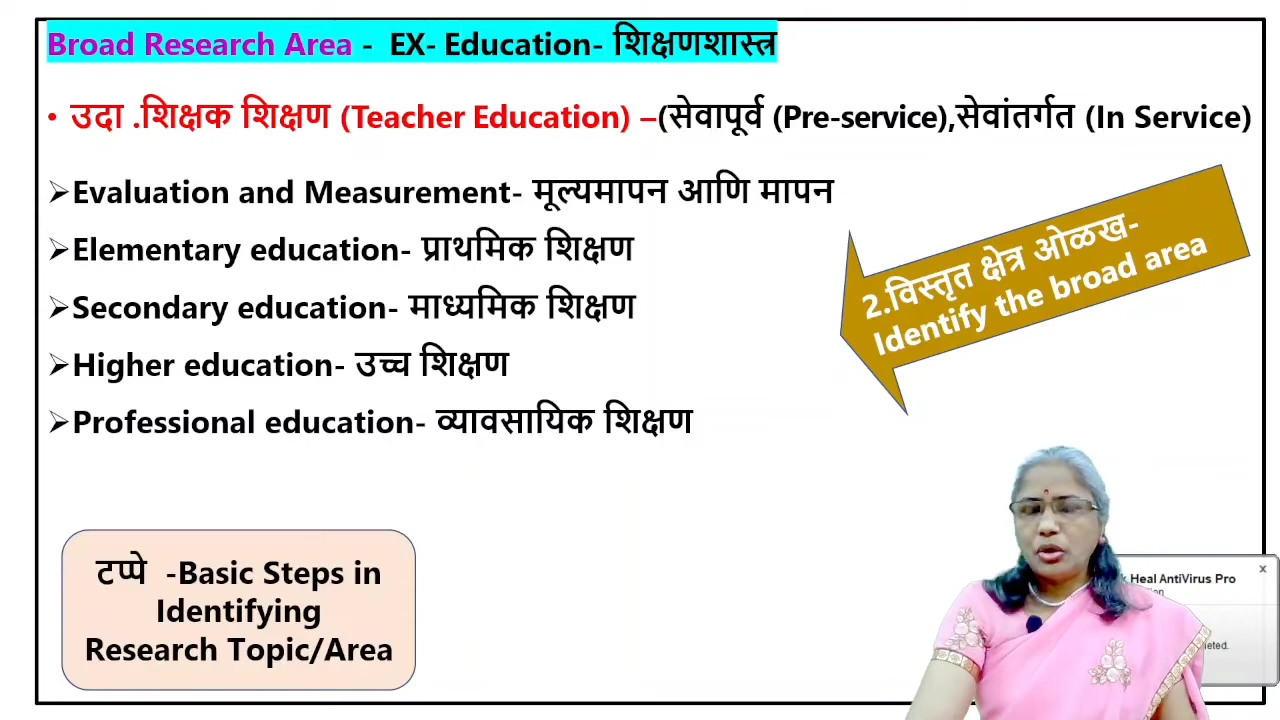 Broad Research Area - EX- Education- शिक्षणशास्त्र
• उदा .शिक्षक शिक्षण (Teacher Education) –(सेवापूर्व (Pre-service),सेवांतर्गत (In Service)
➢Evaluation and Measurement- मूल्यमापन आणि मापन
➢Elementary education- प्राथमिक शिक्षण
➢Secondary education- माध्यमिक शिक्षण
➢Higher education- उच्च शिक्षण
➢Professional education- व्यावसायिक शिक्षण
2.विस्तृत क्षेत्र ओळख-
Identify the broad area
टप्पे -Basic Steps in
Identifying
Research Topic/Area
Heal AntiVirus Pro